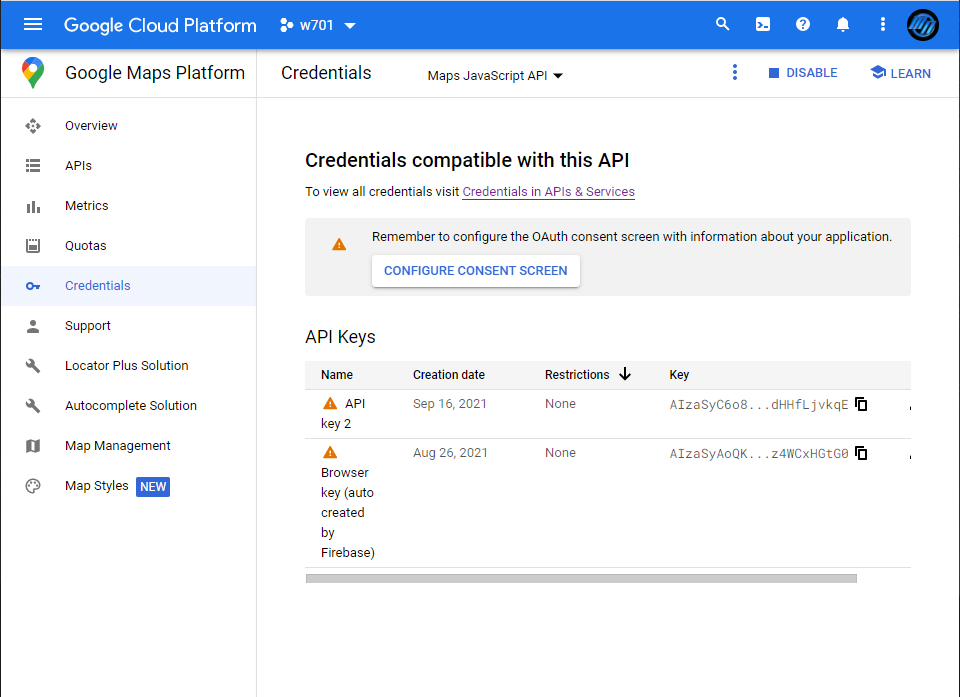 Google Cloud Platform
w701
Google Maps Platform
Credentials
Maps JavaScript API
DISABLE
LEARN
Overview
APIs
Metrics
Quotas
Credentials
Support
Locator Plus Solution
Autocomplete Solution
Map Management
Map Styles NEW
Credentials compatible with this API
To view all credentials visit Credentials in APIs & Services
Remember to configure the OAuth consent screen with information about your application.
CONFIGURE CONSENT SCREEN
API Keys
Name Creation date Restrictions Key
API Sep 16, 2021 None AIzaSyC6o8...dHHfLjvkqE
key 2
Aug 26, 2021 None AIzaSyAoQK...z4WCxHGtG0
Browser
key (auto
created
by
Firebase)